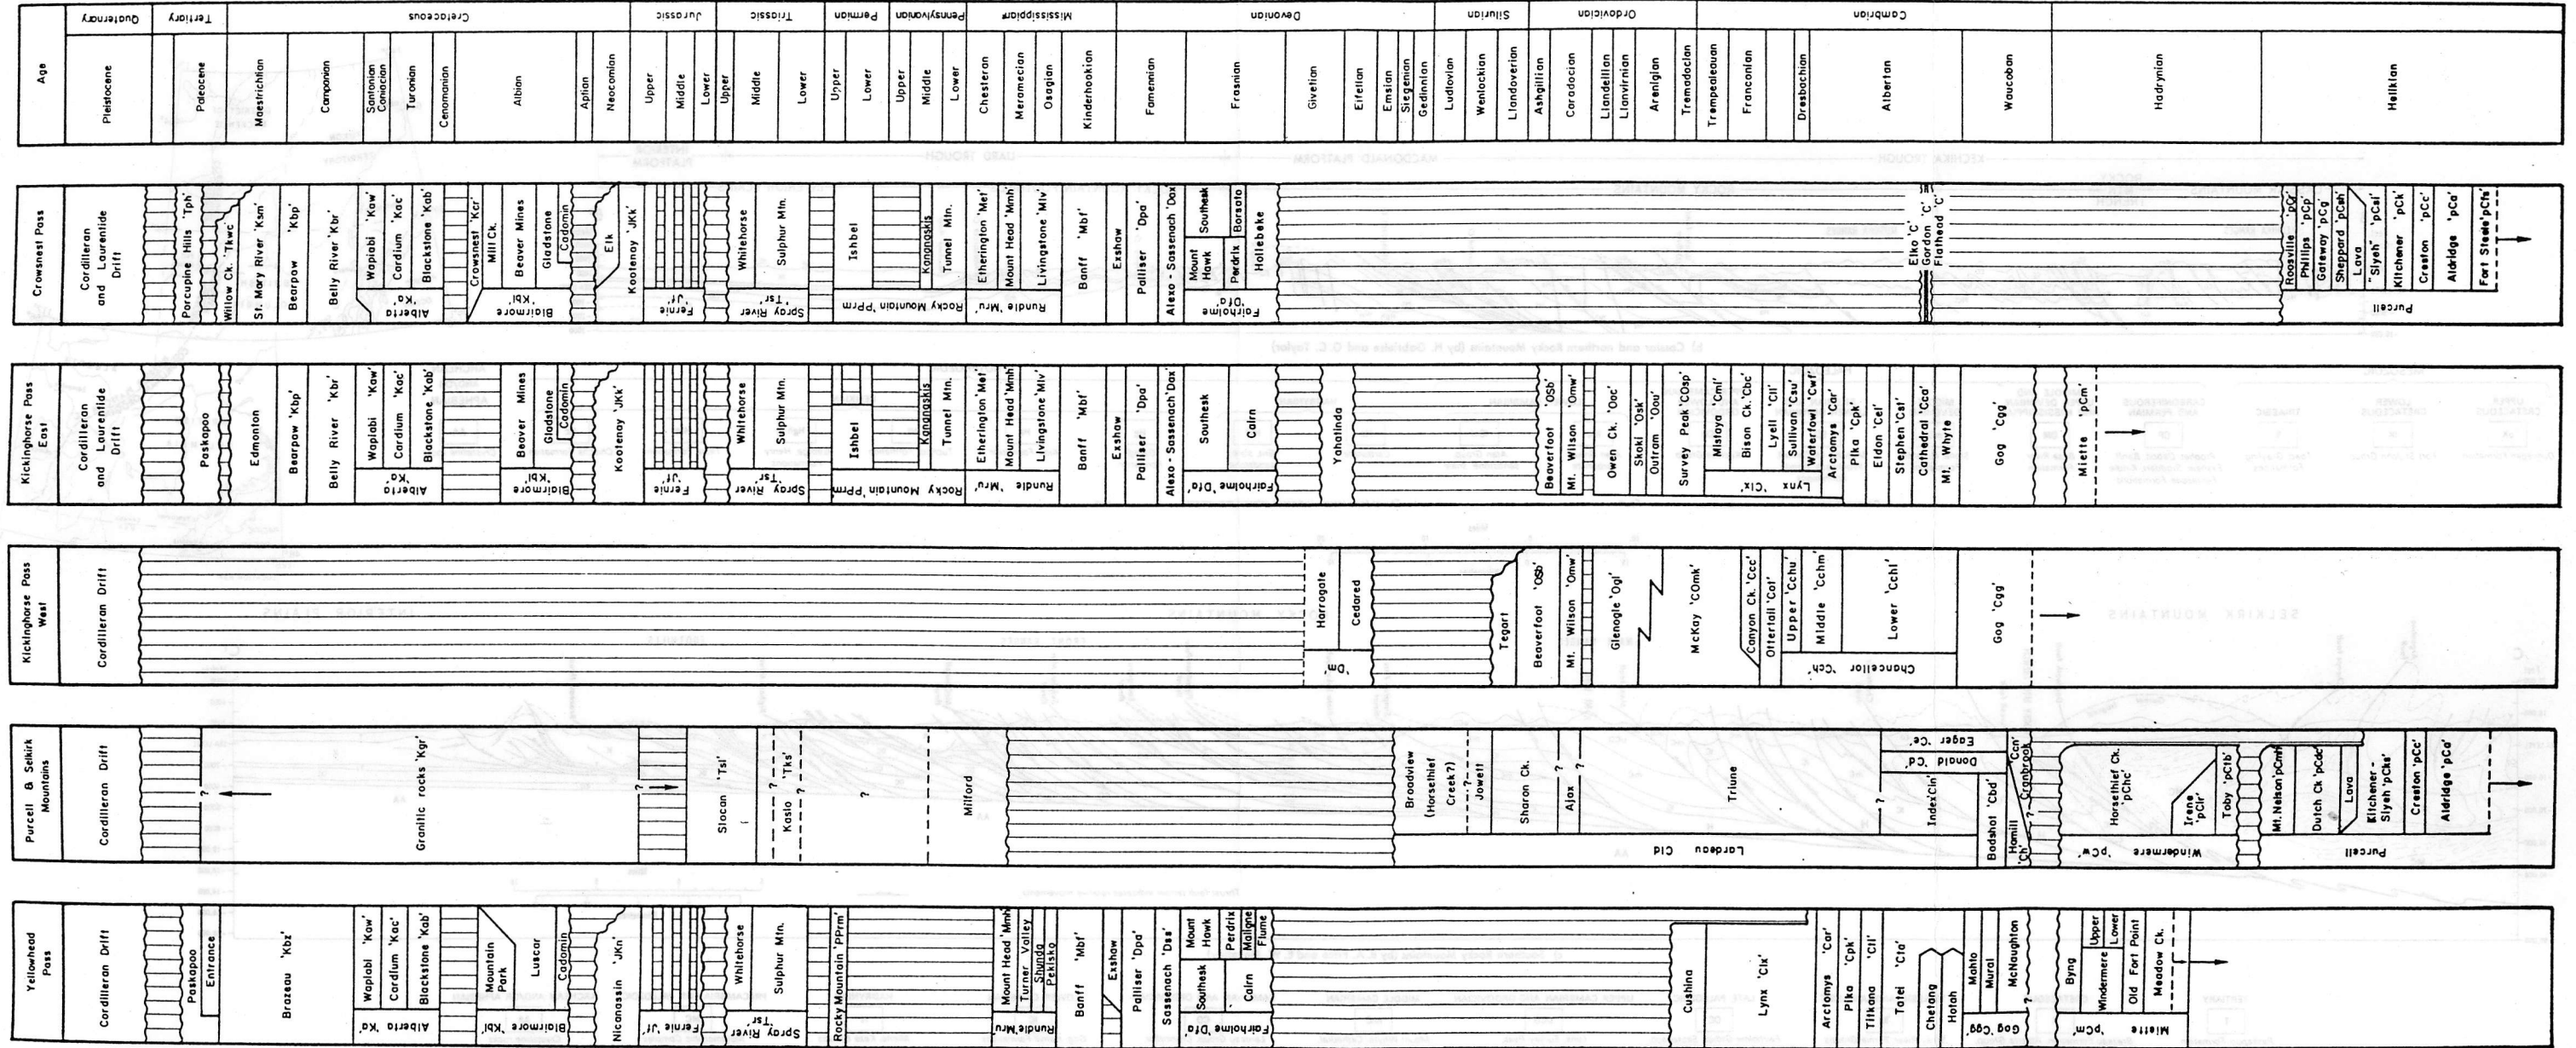 Age
Quaternary
Tertiary
Cretaceous
Jurassic
Triassic
Permian
Pennsylvanian
Mississippian
Devonian
Silurian
Ordovician
Cambrian
Pleistocene
Paleocene
Maestrichtian
Campanian
Santonian
Coniacian
Turonian
Cenomanian
Albian
Aptian
Neocomian
Upper
Middle
Lower
Upper
Middle
Lower
Upper
Lower
Upper
Middle
Lower
Chesteran
Meramecian
Osagian
Kinderhookian
Famennian
Frasnian
Givetian
Eifelian
Emsian
Siegenian
Gedinnian
Ludlovian
Wenlockian
Llandoverian
Ashgillian
Caradocian
Llandeilian
Llanvirnian
Arenigian
Tremadocian
Trempealeauan
Franconian
Dresbachian
Albertan
Waucoban
Hadrynian
Helikian
Crowsnest Pass
Cordilleran
and Laurentide
Drift
Porcupine Hills 'Tph'
Willow Ck. 'Tkwc'
St. Mary River 'Ksm'
Bearpaw 'Kbp'
Belly River 'Kbr'
Wapiabi 'Kaw'
Cardium 'Kac'
Blackstone 'Kab'
Alberta
'Ka'
Crowsnest 'Kcr'
Mill Ck.
Beaver Mines
Gladstone
Cadomin
Blairmore 'Kbl'
Elk
Kootenay 'JKk'
Fernie 'Jf'
Whitehorse
Sulphur Mtn.
Spray River 'Tsr'
Ishbel
Kananaskis
Tunnel Mtn.
Rocky Mountain 'PPrm'
Etherington 'Met'
Mount Head 'Mmh'
Livingstone 'Mlv'
Rundle 'Mru'
Banff 'Mbf'
Exshaw
Palliser 'Dpa'
Alexo - Sassenach 'Dax'
Mount
Hawk
Southesk
Perdrix
Borsato
Hollebeke
Fairholme
'Dfa'
Elko 'C'
Gordon 'C'
Flathead 'C'
Roosville 'pCr'
Phillips 'pCp'
Gateway 'pCg'
Sheppard 'pCsh'
Lava
"Siyeh" 'pCsi'
Kitchener 'pCk'
Creston 'pCc'
Aldridge 'pCa'
Fort Steele 'pCfs'
Purcell
Kickinghorse Pass
East
Cordilleran
and Laurentide
Drift
Paskapoo
Edmonton
Bearpaw 'Kbp'
Belly River 'Kbr'
Wapiabi 'Kaw'
Cardium 'Kac'
Blackstone 'Kab'
Alberta
'Ka'
Beaver Mines
Gladstone
Cadomin
Blairmore
'Kbl'
Kootenay 'JKk'
Fernie
'Jf'
Whitehorse
Sulphur Mtn.
Spray River
'Tsr'
Ishbel
Kananaskis
Tunnel Mtn.
Rocky Mountain 'PPrm'
Etherington 'Met'
Mount Head 'Mmh'
Livingstone 'Mlv'
Rundle 'Mru'
Banff 'Mbf'
Exshaw
Palliser 'Dpa'
Alexo - Sassenach 'Dax'
Southesk
Cairn
Fairholme 'Dfa'
Yahatinda
Beaverfoot 'OSb'
Mt. Wilson 'Omw'
Owen Ck. 'Ooc'
Skoki 'Osk'
Outram 'Oou'
Survey Peak 'COsp'
Mistaya 'Cml'
Bison Ck. 'Cbc'
Lyell 'Cll'
Sullivan 'Csu'
Waterfowl 'Cwf'
Lynx 'Clx'
Arctomys 'Car'
Pika 'Cpk'
Eldon 'Cel'
Stephen 'Cst'
Cathedral 'Cca'
Mt. Whyte
Gog 'Cgg'
Miette 'pCm'
Kickinghorse Pass
West
Cordilleran Drift
Harrogate
Cedared
'Dm'
Tegart
Beaverfoot 'OSb'
Mt. Wilson 'Omw'
Glenogle 'Ogl'
McKay 'COmk'
Canyon Ck. 'Ccc'
Ottertail 'Cot'
Upper 'Cchu'
Middle 'Cchm'
Lower 'Cchl'
Chancellor 'Cch'
Gog 'Cgg'
Purcell & Selkirk
Mountains
Cordilleran Drift
?
Granitic rocks 'Kgr'
?
Slocan 'Tsl'
?
Kaslo 'Tks'
?
?
Milford
Broadview
(Horsethief
Creek?)
?
Jowett
Sharon Ck.
?
Ajax
?
Triune
?
Eager 'Ce'
Donald 'Cd'
Index 'Cin'
Badshot 'Cbd'
Hamill
'Ch'
Cranbrook 'Ccn'
?
Lardeau Cld
Horsethief Ck.
'pChc'
Irene
'pCir'
Toby 'pCtb'
Windermere 'pCw'
Mt. Nelson 'pCmn'
Dutch Ck 'pCdc'
Lava
Kitchener -
Siyeh 'pCks'
Creston 'pCc'
Aldridge 'pCa'
Purcell
Yellowhead
Pass
Cordilleran Drift
Paskapoo
Entrance
Brazeau 'Kbz'
Wapiabi 'Kaw'
Cardium 'Kac'
Blackstone 'Kab'
Alberta
'Ka'
Mountain
Park
Luscar
Cadomin
Blairmore 'Kbl'
Nicanassin 'JKn'
Fernie 'Jf'
Whitehorse
Sulphur Mtn.
Spray River
'Tsr'
Rocky Mountain 'PPrm'
Mount Head 'Mmh'
Turner Valley
Shunda
Pekisko
Rundle 'Mru'
Banff 'Mbf'
Exshaw
Palliser 'Dpa'
Sassenach 'Dss'
Mount
Hawk
Perdrix
Maligne
Flume
Southesk
Cairn
Fairholme 'Dfa'
Cushina
Lynx 'Clx'
Arctomys 'Car'
Pika 'Cpk'
Titkana 'Ctl'
Tatei 'Cta'
Chetang
Hotah
Mahto
Mural
McNaughton
?
Gog 'Cgg'
Byng
Upper
Lower
Windermere
Old Fort Point
Meadow Ck.
Miette 'pCm'